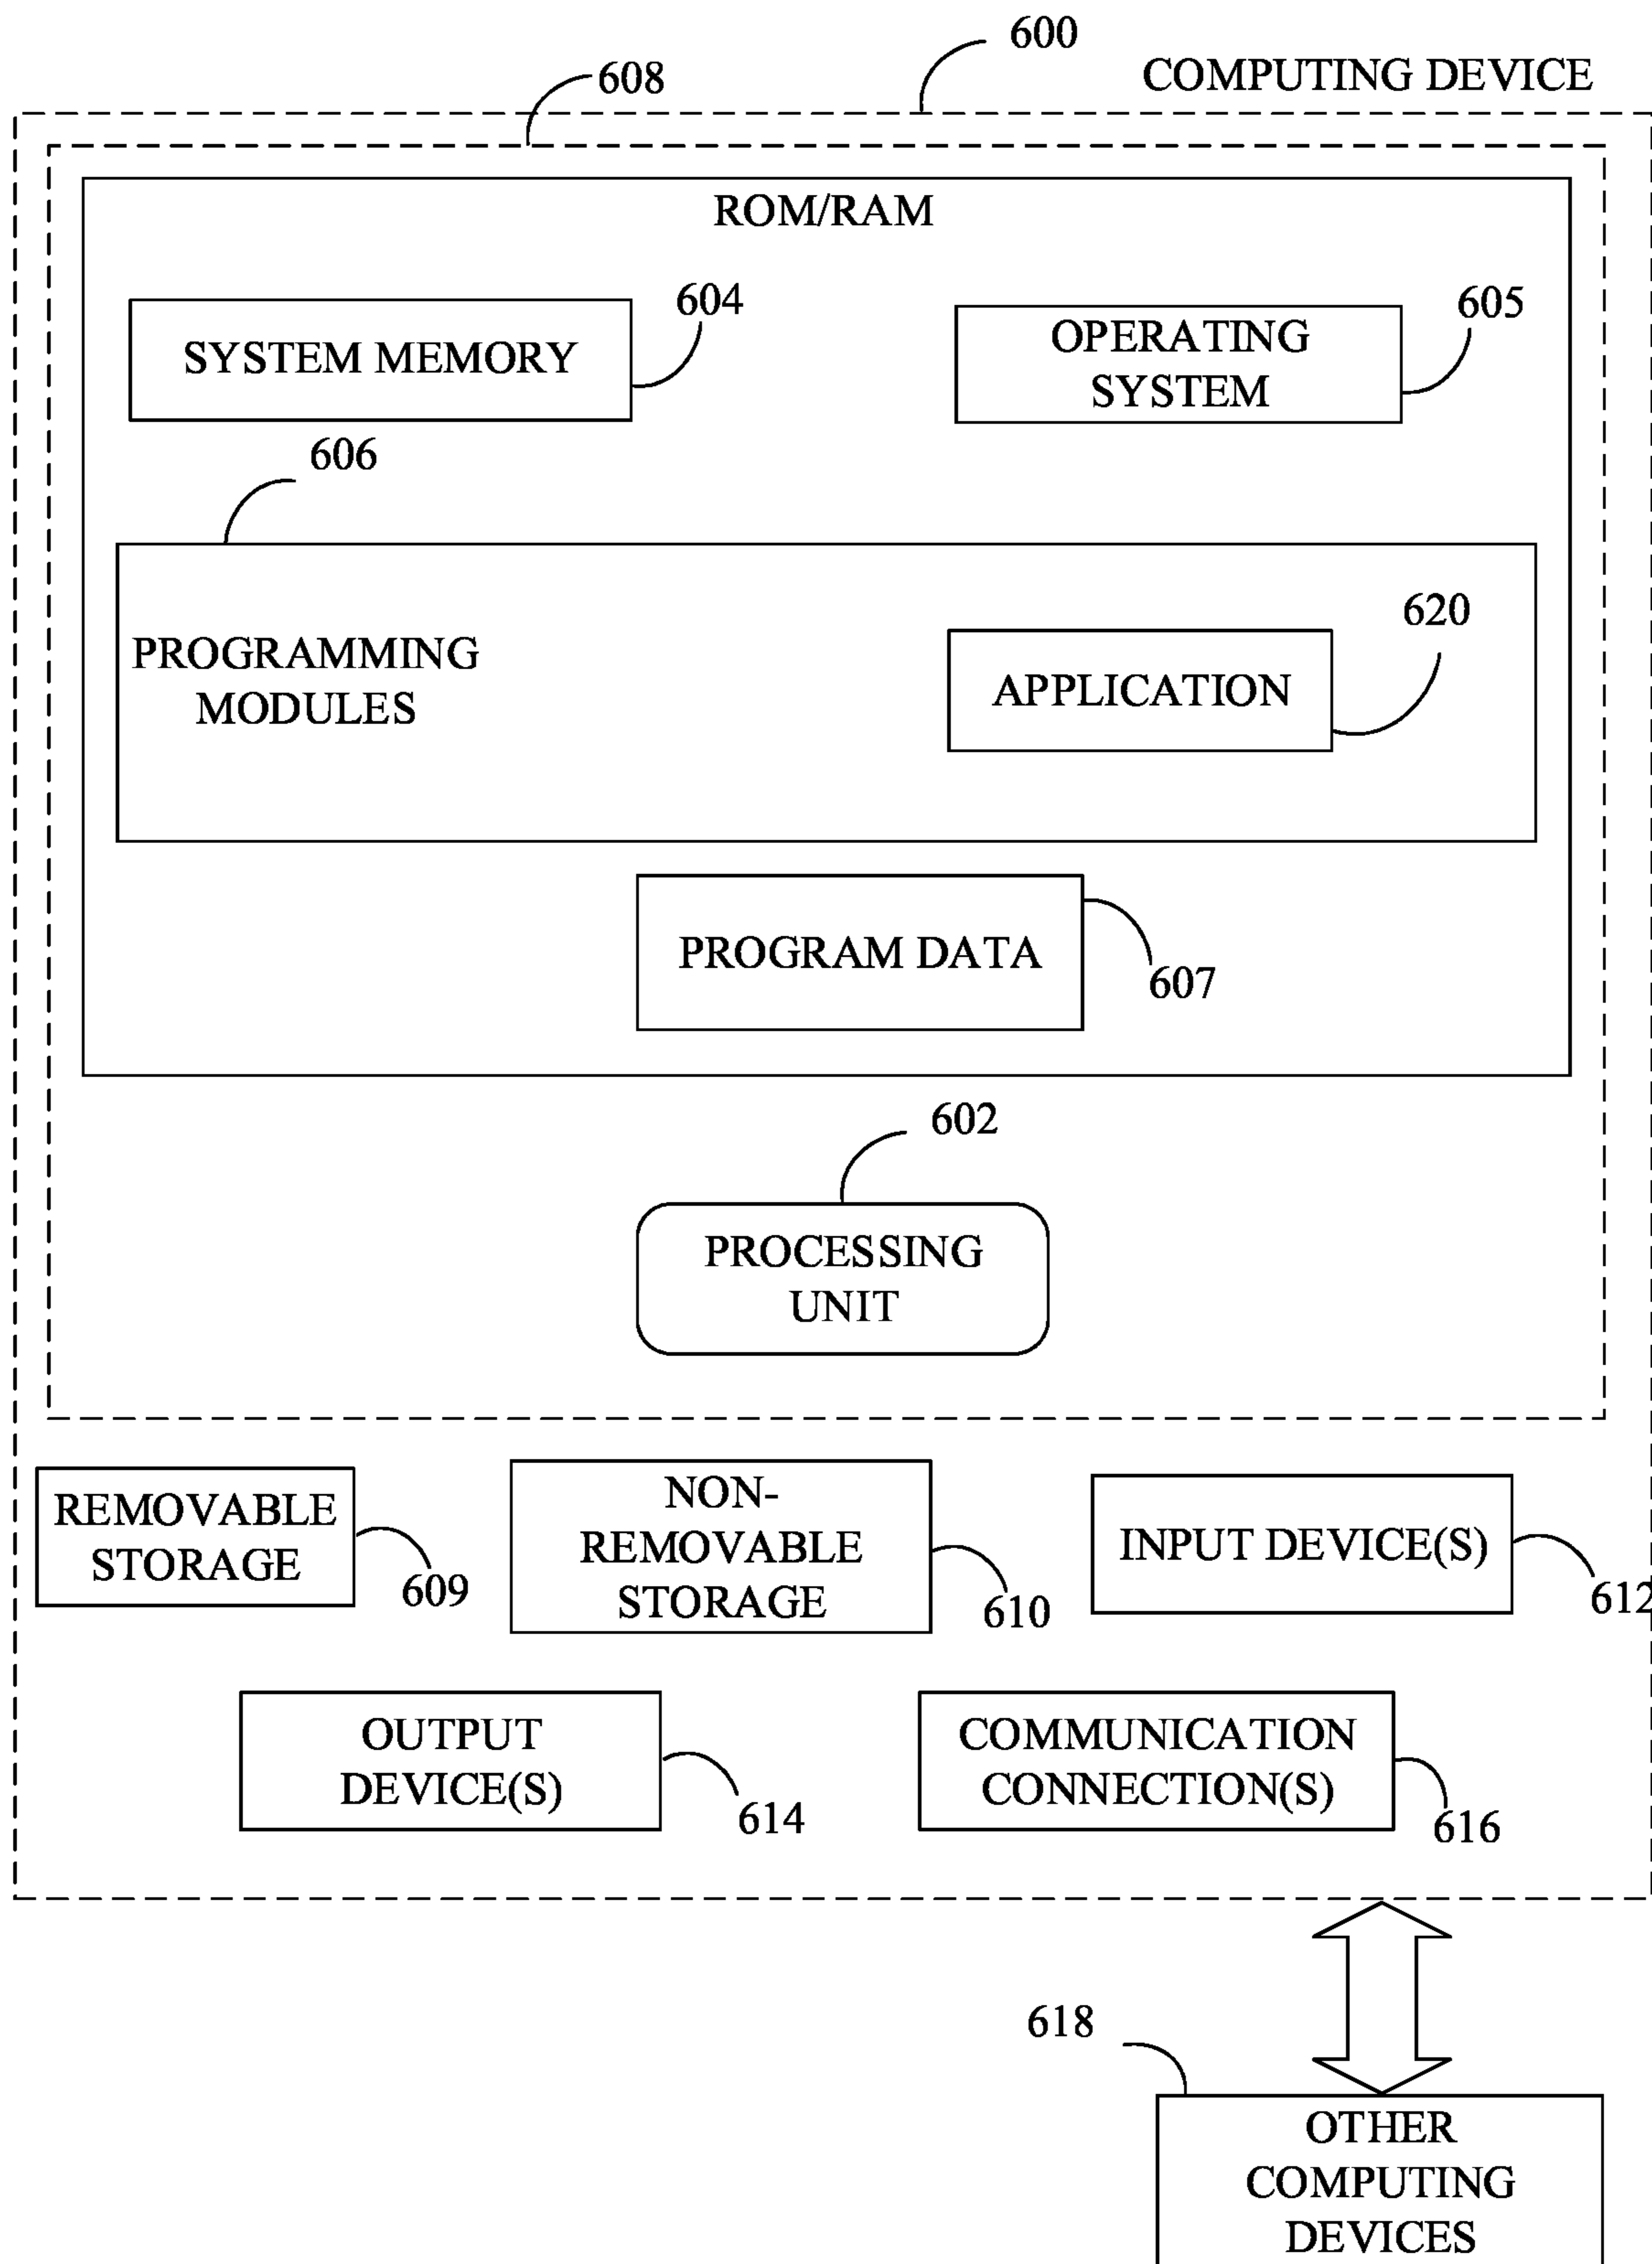 600
COMPUTING DEVICE
608
ROM/RAM
604
SYSTEM MEMORY
605
OPERATING
SYSTEM
606
PROGRAMMING
MODULES
620
APPLICATION
PROGRAM DATA
607
602
PROCESSING
UNIT
REMOVABLE
STORAGE
609
NON-
REMOVABLE
STORAGE
610
INPUT DEVICE(S)
612
OUTPUT
DEVICE(S)
614
COMMUNICATION
CONNECTION(S)
616
618
OTHER
COMPUTING
DEVICES